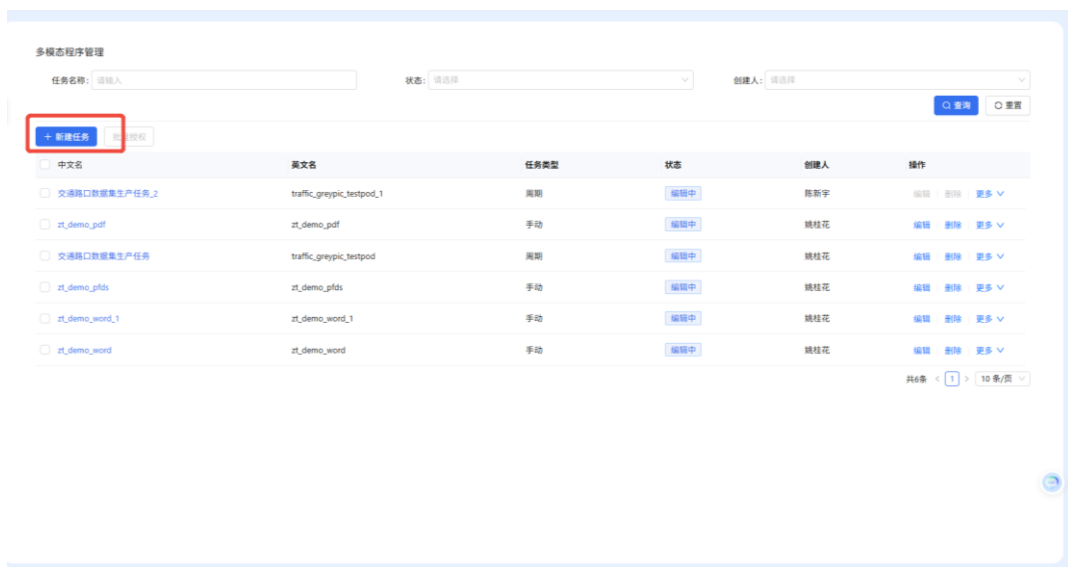 多模态程序管理
任务名称: 请输入 状态: 请选择 创建人: 请选择
查询 重置
+ 新建任务 批量授权
中文名 英文名 任务类型 状态 创建人 操作
交通路口数据集生产任务_2 traffic_greypic_testpod_1 周期 编辑中 陈新宇 编辑 删除 更多
zt_demo_pdf zt_demo_pdf 手动 编辑中 姚桂花 编辑 删除 更多
交通路口数据集生产任务 traffic_greypic_testpod 周期 编辑中 姚桂花 编辑 删除 更多
zt_demo_pfds zt_demo_pfds 手动 编辑中 姚桂花 编辑 删除 更多
zt_demo_word_1 zt_demo_word_1 手动 编辑中 姚桂花 编辑 删除 更多
zt_demo_word zt_demo_word 手动 编辑中 姚桂花 编辑 删除 更多
共6条 < 1 > 10 条/页